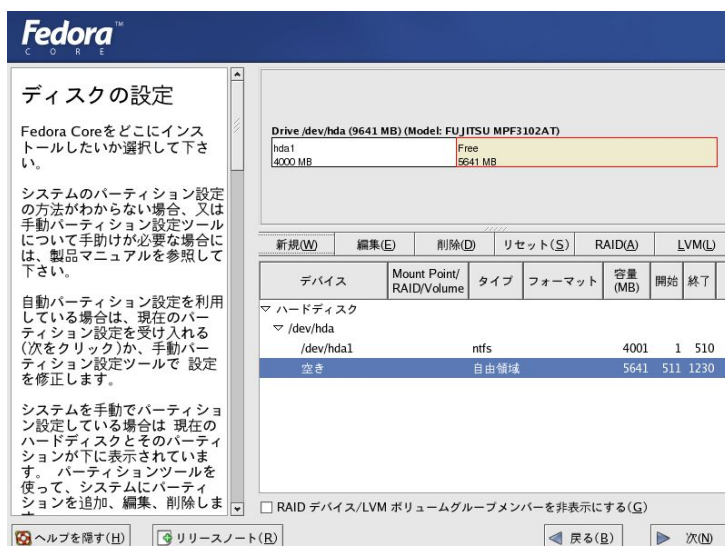 Fedora™
CORE
ディスクの設定
Fedora Coreをどこにインス
トールしたいか選択して下さ
い。
システムのパーティション設定
の方法がわからない場合、又は
手動パーティション設定ツール
について手助けが必要な場合に
は、製品マニュアルを参照して
下さい。
自動パーティション設定を利用
している場合は、現在のパー
ティション設定を受け入れる
(次をクリック)か、手動パー
ティション設定ツールで 設定
を修正します。
システムを手動でパーティショ
ン設定している場合は 現在の
ハードディスクとそのパーティ
ションが下に表示されていま
す。 パーティションツールを
使って、システムにパーティ
ションを追加、編集、削除しま
Drive /dev/hda (9641 MB) (Model: FUJITSU MPF3102AT)
hda1 Free
4000 MB 5641 MB
新規(W) 編集(E) 削除(D) リセット(S) RAID(A) LVM(L)
デバイス Mount Point/ RAID/Volume タイプ フォーマット 容量 (MB) 開始 終了
ハードディスク
/dev/hda
/dev/hda1 ntfs 4001 1 510
空き 自由領域 5641 511 1230
RAID デバイス/LVM ボリュームグループメンバーを非表示にする(G)
ヘルプを隠す(H) リリースノート(R) 戻る(B) 次(N)